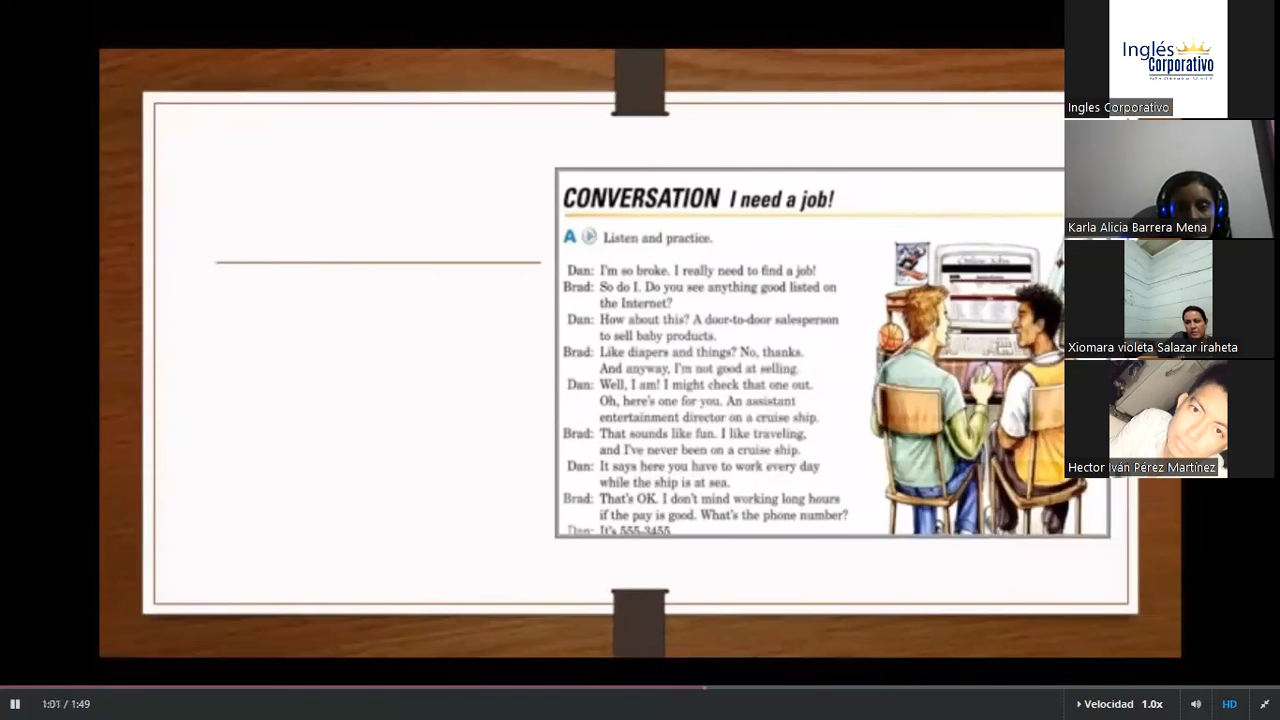 CONVERSATION I need a job!
A Listen and practice.
Dan: I'm so broke. I really need to find a job!
Brad: So do I. Do you see anything good listed on
the Internet?
Dan: How about this? A door-to-door salesperson
to sell baby products.
Brad: Like diapers and things? No, thanks.
And anyway, I'm not good at selling.
Dan: Well, I am! I might check that one out.
Oh, here's one for you. An assistant
entertainment director on a cruise ship.
Brad: That sounds like fun. I like traveling,
and I've never been on a cruise ship.
Dan: It says here you have to work every day
while the ship is at sea.
Brad: That's OK. I don't mind working long hours
if the pay is good. What's the phone number?
Dan: It's 555-3455
Online Jobs
Inglés
Corporativo
Ingles Corporativo
Karla Alicia Barrera Mena
Xiomara violeta Salazar iraheta
Hector Iván Pérez Martínez
1:01 / 1:49
Velocidad 1.0x
HD